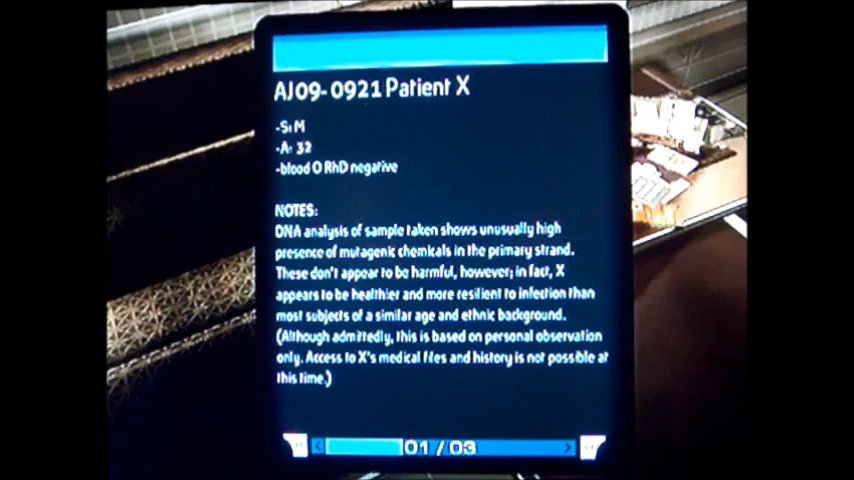 AJ09-0921 Patient X
-S: M
-A: 32
-blood O RhD negative
NOTES:
DNA analysis of sample taken shows unusually high
presence of mutagenic chemicals in the primary strand.
These don't appear to be harmful, however; in fact, X
appears to be healthier and more resilient to infection than
most subjects of a similar age and ethnic background.
(Although admittedly, this is based on personal observation
only. Access to X's medical files and history is not possible at
this time.)
01 / 03